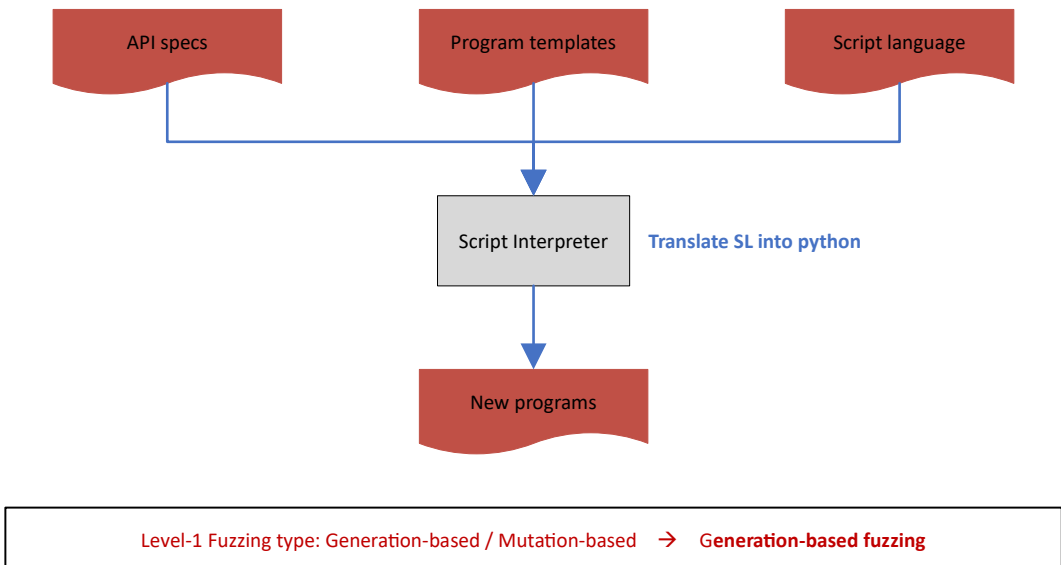 API specs
Program templates
Script language
Script Interpreter
Translate SL into python
New programs
Level-1 Fuzzing type: Generation-based / Mutation-based → Generation-based fuzzing